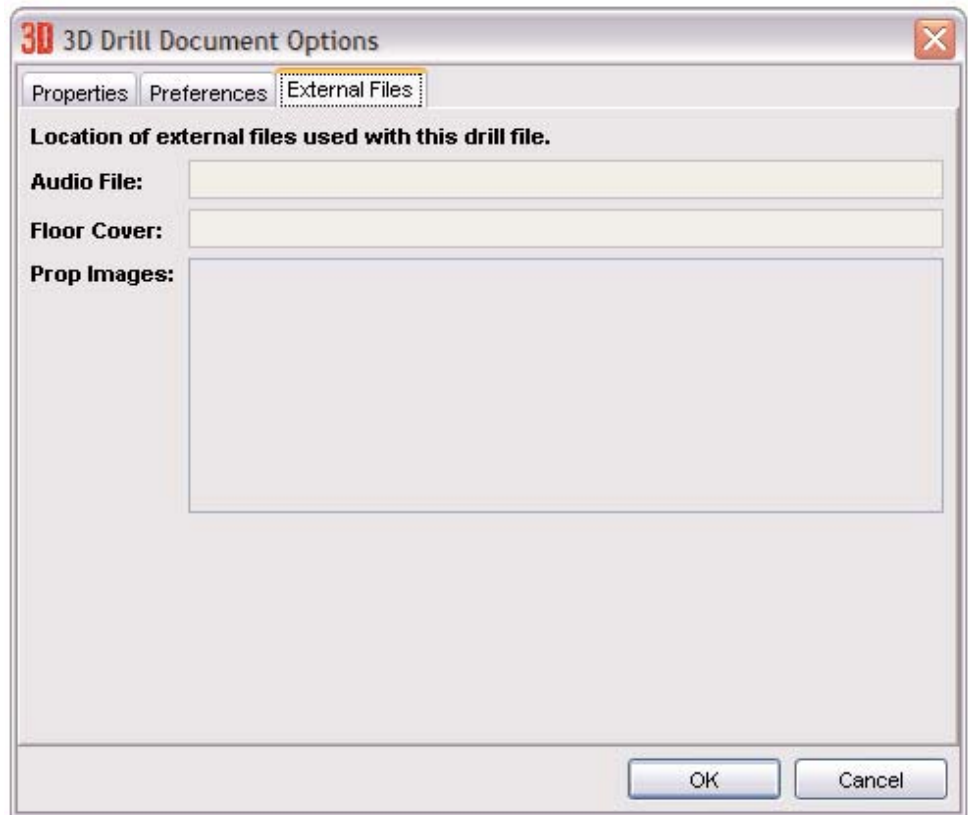 3D 3D Drill Document Options
Properties Preferences External Files
Location of external files used with this drill file.
Audio File:
Floor Cover:
Prop Images:
OK Cancel